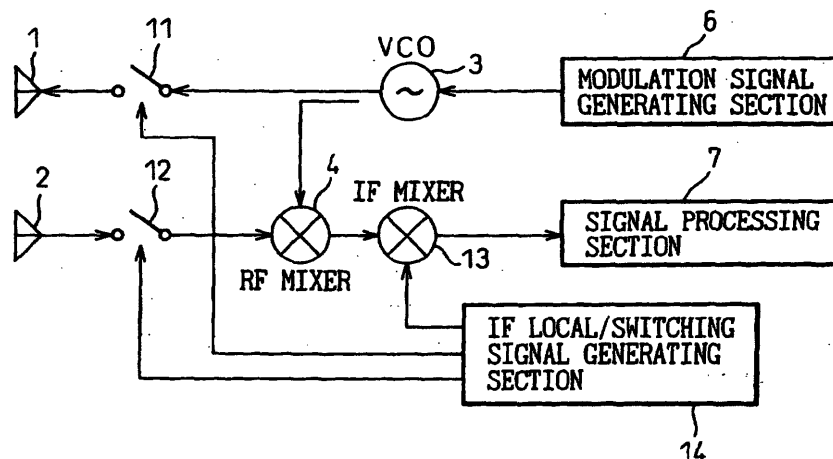 1
11
VCO
3
6
MODULATION SIGNAL
GENERATING SECTION
~
2
12
4
IF MIXER
7
SIGNAL PROCESSING
SECTION
RF MIXER
13
IF LOCAL/SWITCHING
SIGNAL GENERATING
SECTION
14